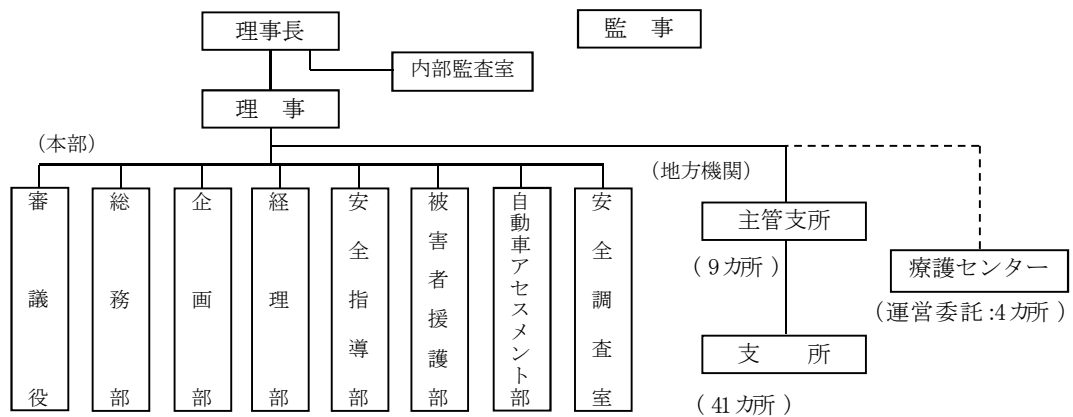 理事長
監　事
内部監査室
理　事
（本部）
（地方機関）
審議役
総務部
企画部
経理部
安全指導部
被害者援護部
自動車アセスメント部
安全調査室
主管支所
（ 9カ所 ）
療護センター
（運営委託:4カ所 ）
支　　所
（ 41カ所 ）